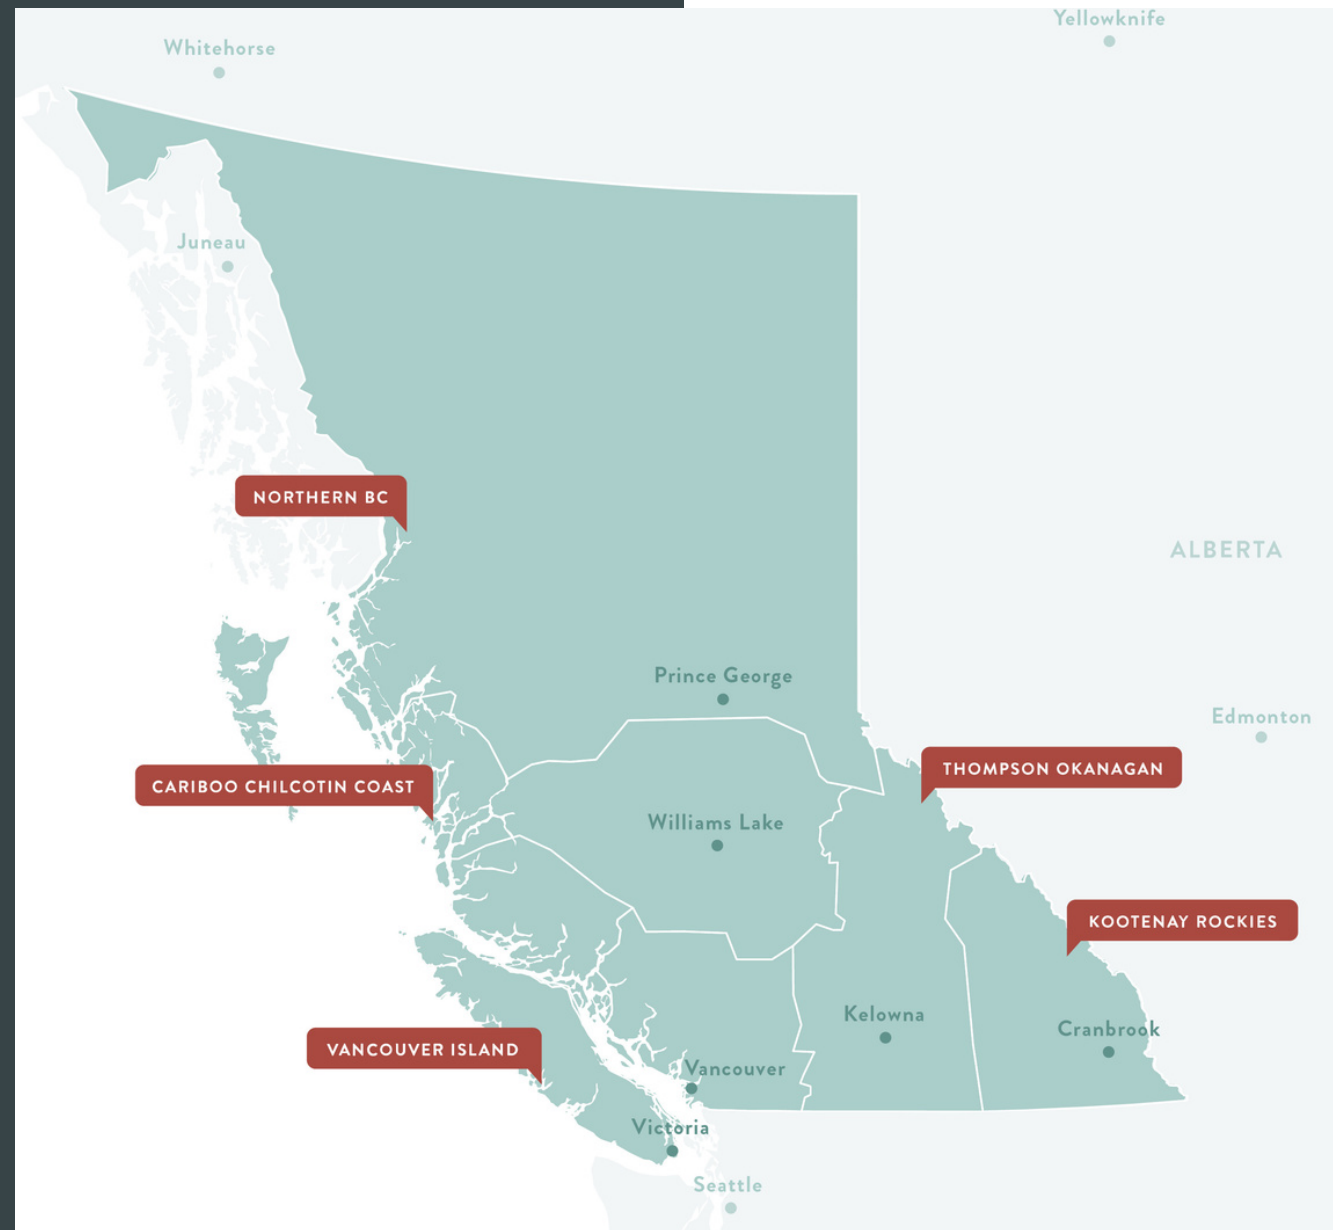 Yellowknife
Whitehorse
Juneau
NORTHERN BC
ALBERTA
Prince George
Edmonton
THOMPSON OKANAGAN
CARIBOO CHILCOTIN COAST
Williams Lake
KOOTENAY ROCKIES
Kelowna
Cranbrook
VANCOUVER ISLAND
Vancouver
Victoria
Seattle